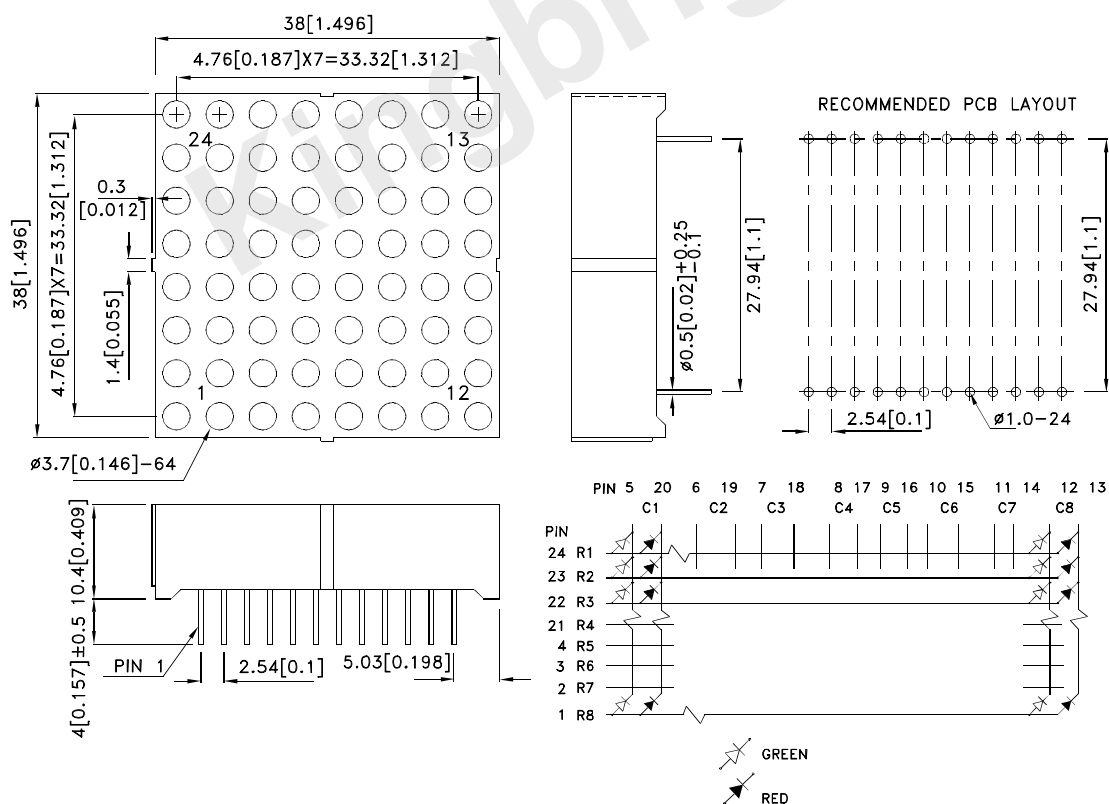 Kingbri
38[1.496]
4.76[0.187]X7=33.32[1.312]
24
13
0.3
[0.012]
38[1.496]
4.76[0.187]X7=33.32[1.312]
1.4[0.055]
1
12
ø3.7[0.146]-64
ø0.5[0.02]±0.25
-0.1
27.94[1.1]
RECOMMENDED PCB LAYOUT
27.94[1.1]
2.54[0.1]
ø1.0-24
4[0.157]±0.5
10.4[0.409]
PIN 1
2.54[0.1]
5.03[0.198]
PIN 5 20 6 19 7 18 8 17 9 16 10 15 11 14 12 13
C1 C2 C3 C4 C5 C6 C7 C8
PIN
24 R1
23 R2
22 R3
21 R4
4 R5
3 R6
2 R7
1 R8
GREEN
RED